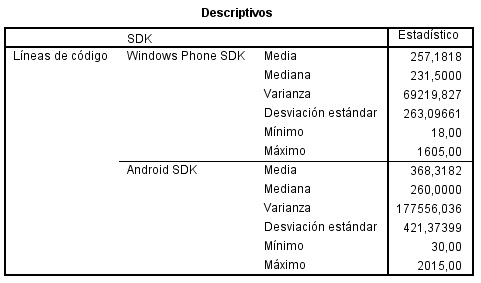 Descriptivos
SDK Estadístico
Líneas de código Windows Phone SDK Media 257,1818
Mediana 231,5000
Varianza 69219,827
Desviación estándar 263,09661
Mínimo 18,00
Máximo 1605,00
Android SDK Media 368,3182
Mediana 260,0000
Varianza 177556,036
Desviación estándar 421,37399
Mínimo 30,00
Máximo 2015,00